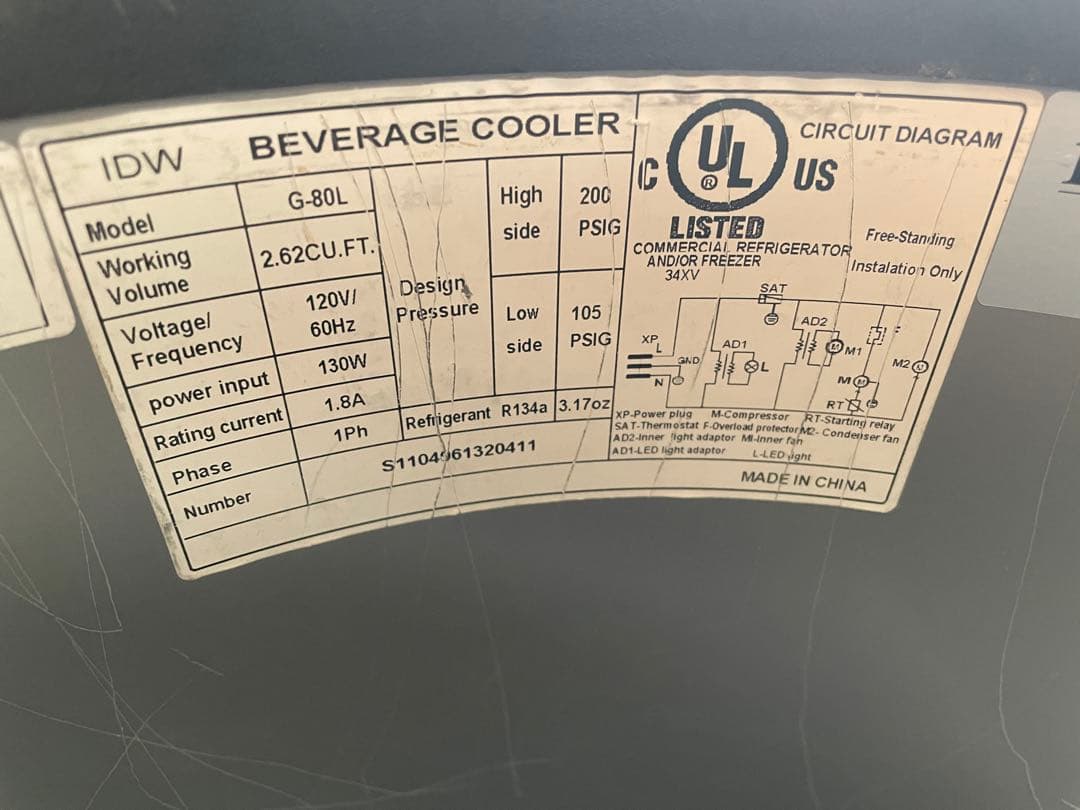 IDW BEVERAGE COOLER
Model G-80L
Working Volume 2.62CU.FT.
Voltage/ Frequency 120V/ 60Hz
power input 130W
Rating current 1.8A
Phase 1Ph
Number S1104961320411
Design Pressure
High side 200 PSIG
Low side 105 PSIG
Refrigerant R134a 3.17oz
C UL US
®
LISTED
COMMERCIAL REFRIGERATOR
AND/OR FREEZER
34XV
CIRCUIT DIAGRAM
Free-Standing
Instalation Only
SAT
XP
L
GND
N
AD1
L
AD2
M
M1
M
M
M2
M
RT
F
XP-Power plug M-Compressor RT-Starting relay
SAT-Thermostat F-Overload protector M2- Condenser fan
AD2-Inner light adaptor MI-Inner fan
AD1-LED light adaptor L-LED light
MADE IN CHINA